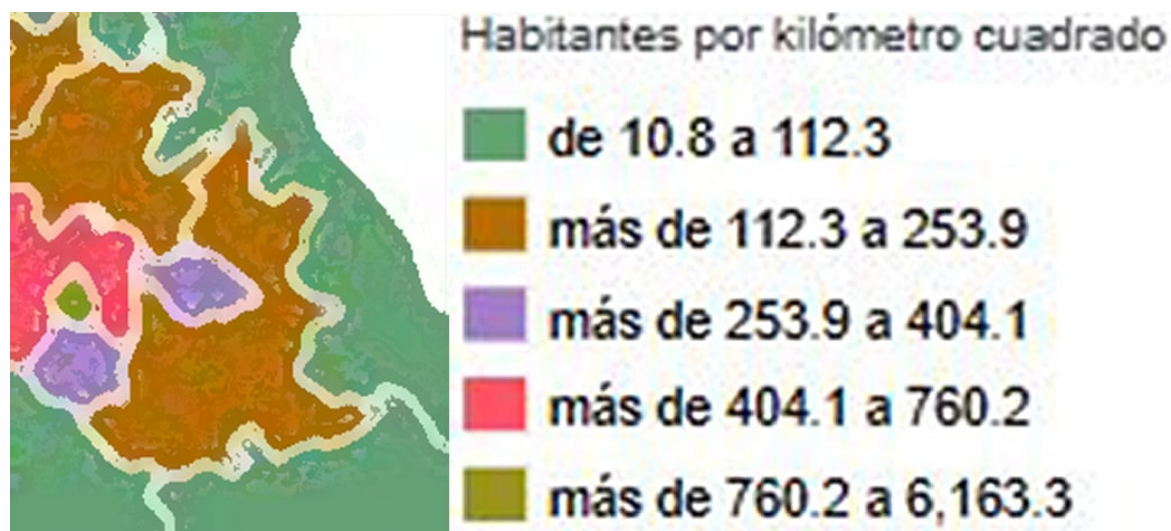 Habitantes por kilómetro cuadrado
de 10.8 a 112.3
más de 112.3 a 253.9
más de 253.9 a 404.1
más de 404.1 a 760.2
más de 760.2 a 6,163.3